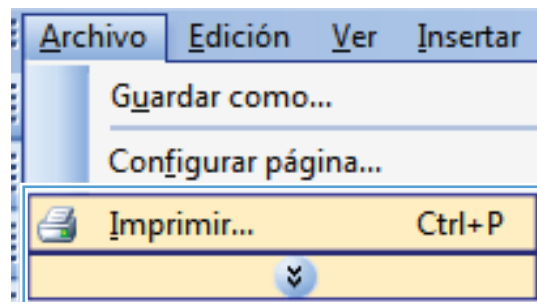 Archivo Edición Ver Insertar
Guardar como...
Configurar página...
Imprimir... Ctrl+P